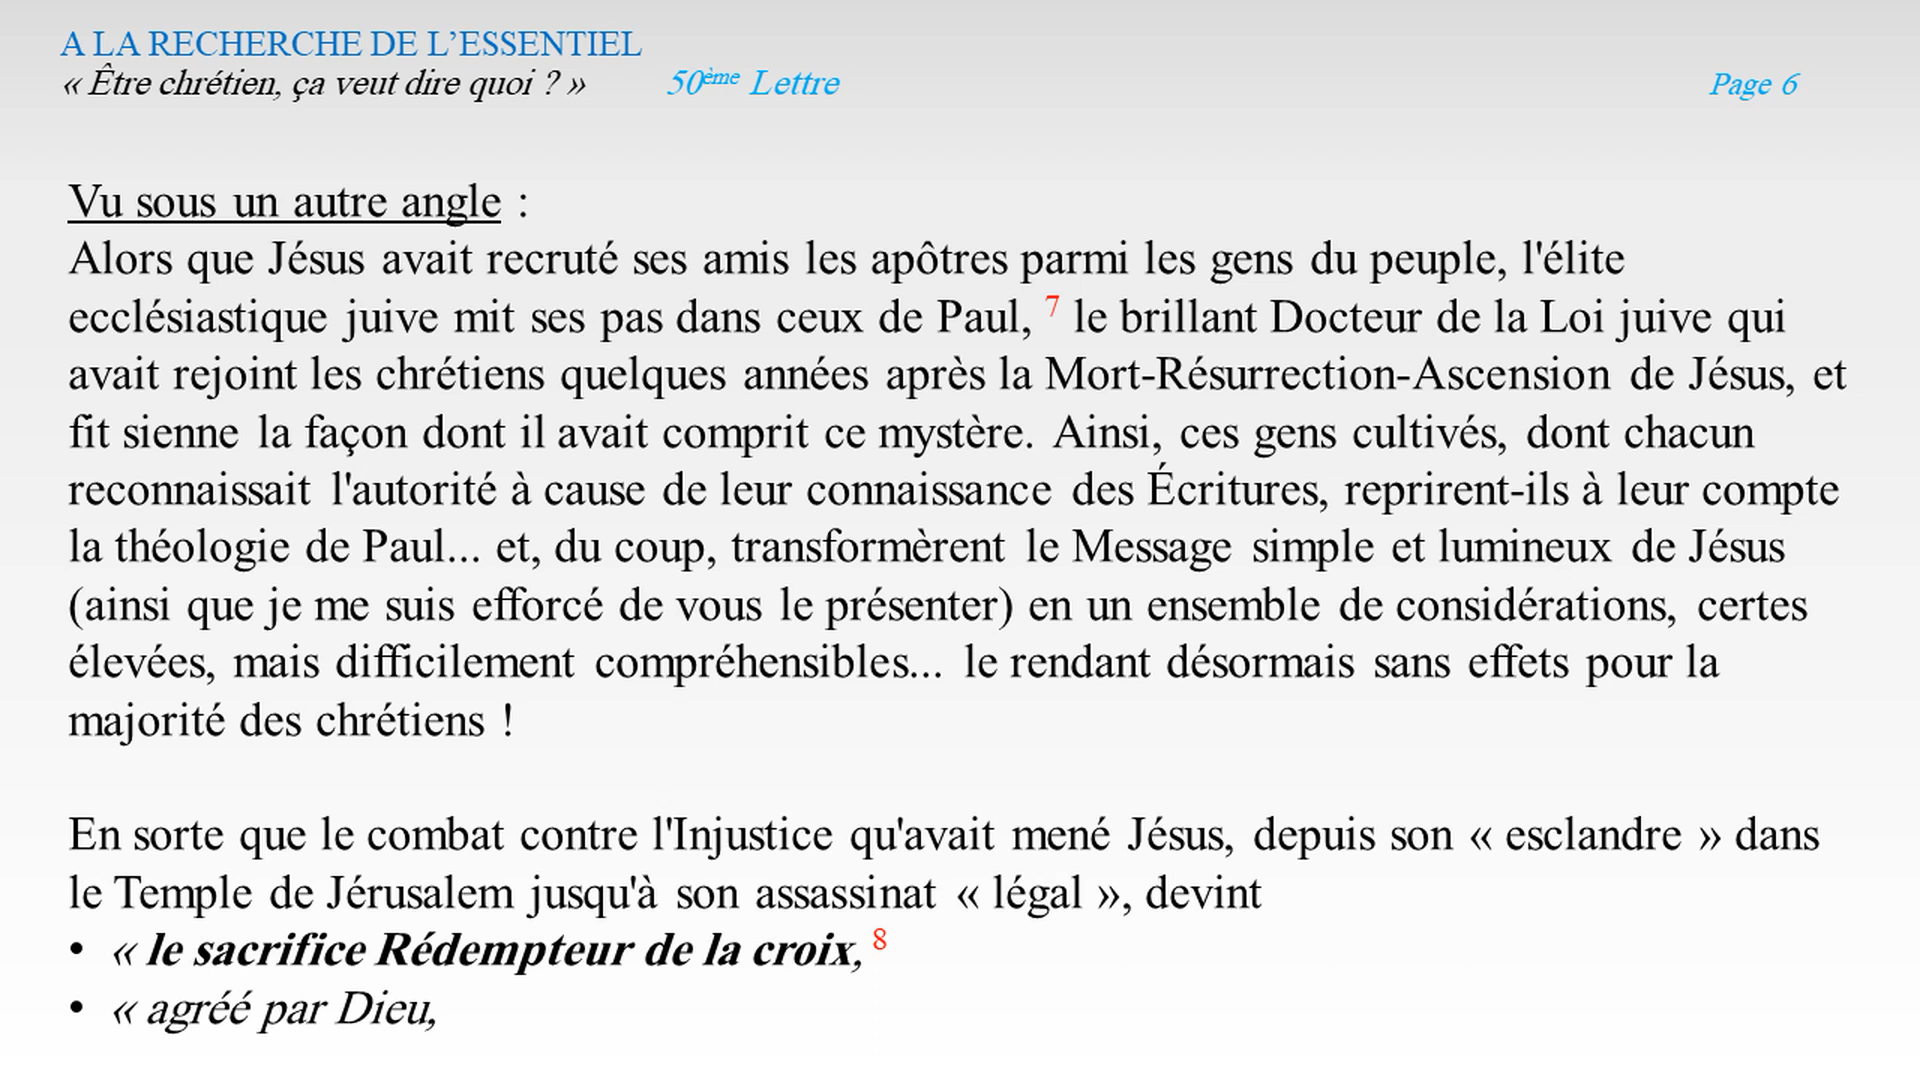 A LA RECHERCHE DE L’ESSENTIEL
« Être chrétien, ça veut dire quoi ? » 50ème Lettre Page 6
Vu sous un autre angle :
Alors que Jésus avait recruté ses amis les apôtres parmi les gens du peuple, l'élite
ecclésiastique juive mit ses pas dans ceux de Paul, 7 le brillant Docteur de la Loi juive qui
avait rejoint les chrétiens quelques années après la Mort-Résurrection-Ascension de Jésus, et
fit sienne la façon dont il avait comprit ce mystère. Ainsi, ces gens cultivés, dont chacun
reconnaissait l'autorité à cause de leur connaissance des Écritures, reprirent-ils à leur compte
la théologie de Paul... et, du coup, transformèrent le Message simple et lumineux de Jésus
(ainsi que je me suis efforcé de vous le présenter) en un ensemble de considérations, certes
élevées, mais difficilement compréhensibles... le rendant désormais sans effets pour la
majorité des chrétiens !
En sorte que le combat contre l'Injustice qu'avait mené Jésus, depuis son « esclandre » dans
le Temple de Jérusalem jusqu'à son assassinat « légal », devint
• « le sacrifice Rédempteur de la croix, 8
• « agréé par Dieu,